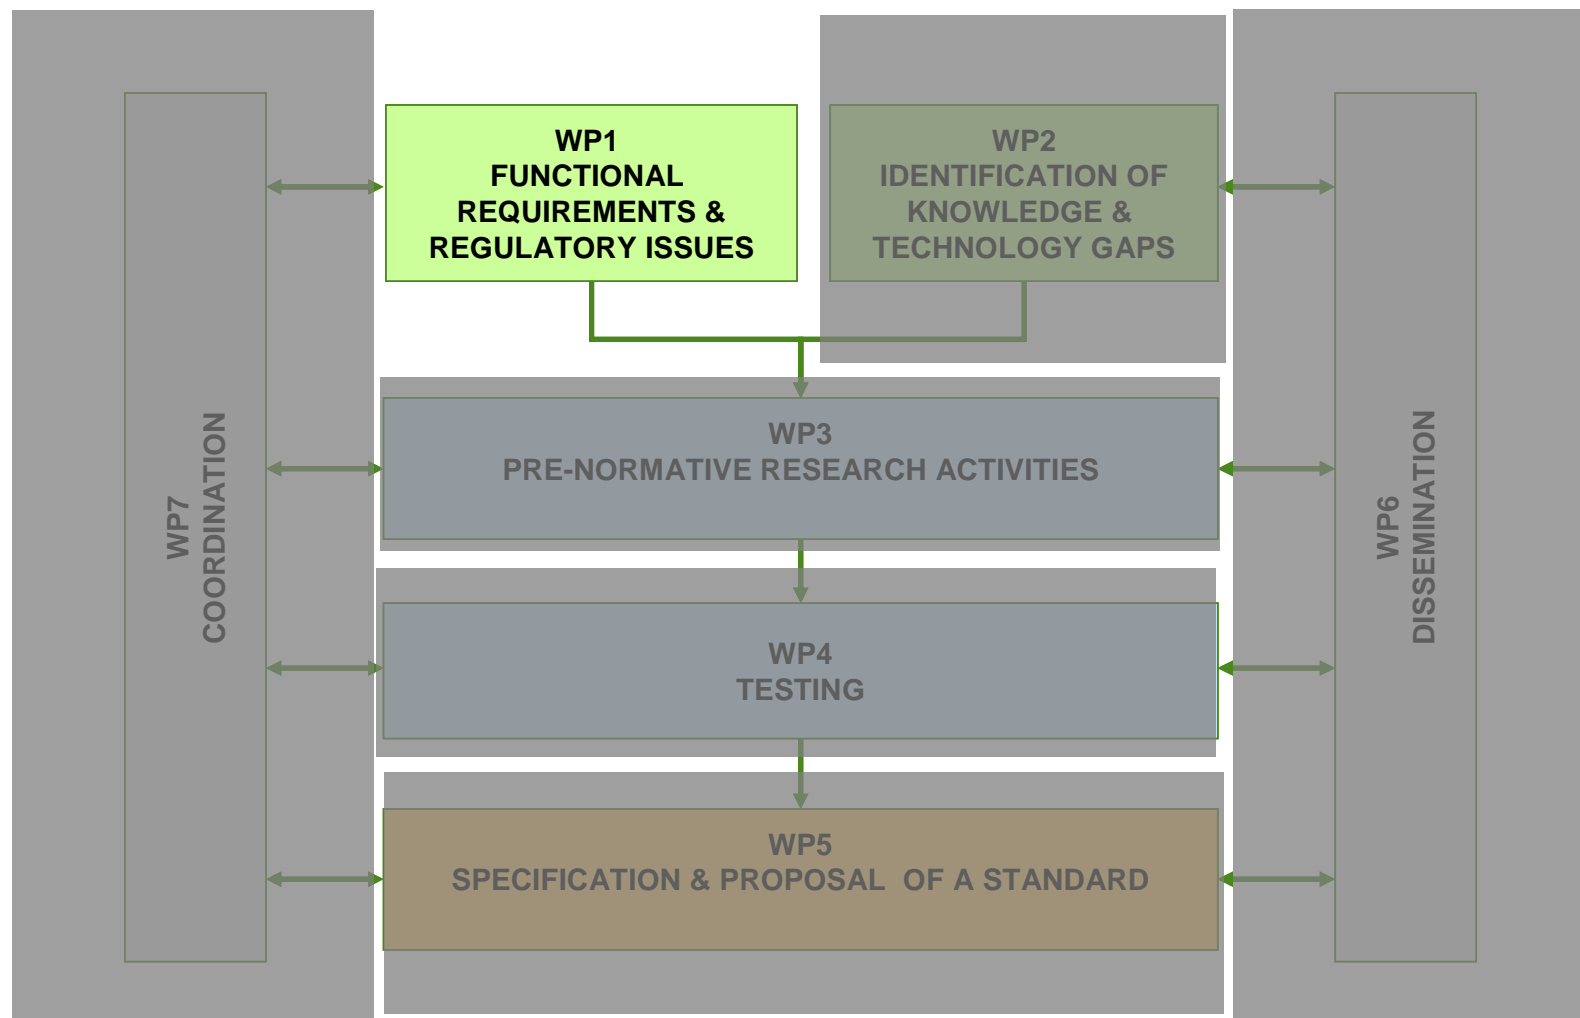 WP1
FUNCTIONAL
REQUIREMENTS &
REGULATORY ISSUES
WP2
IDENTIFICATION OF
KNOWLEDGE &
TECHNOLOGY GAPS
WP7
COORDINATION
WP3
PRE-NORMATIVE RESEARCH ACTIVITIES
WP6
DISSEMINATION
WP4
TESTING
WP5
SPECIFICATION & PROPOSAL  OF A STANDARD